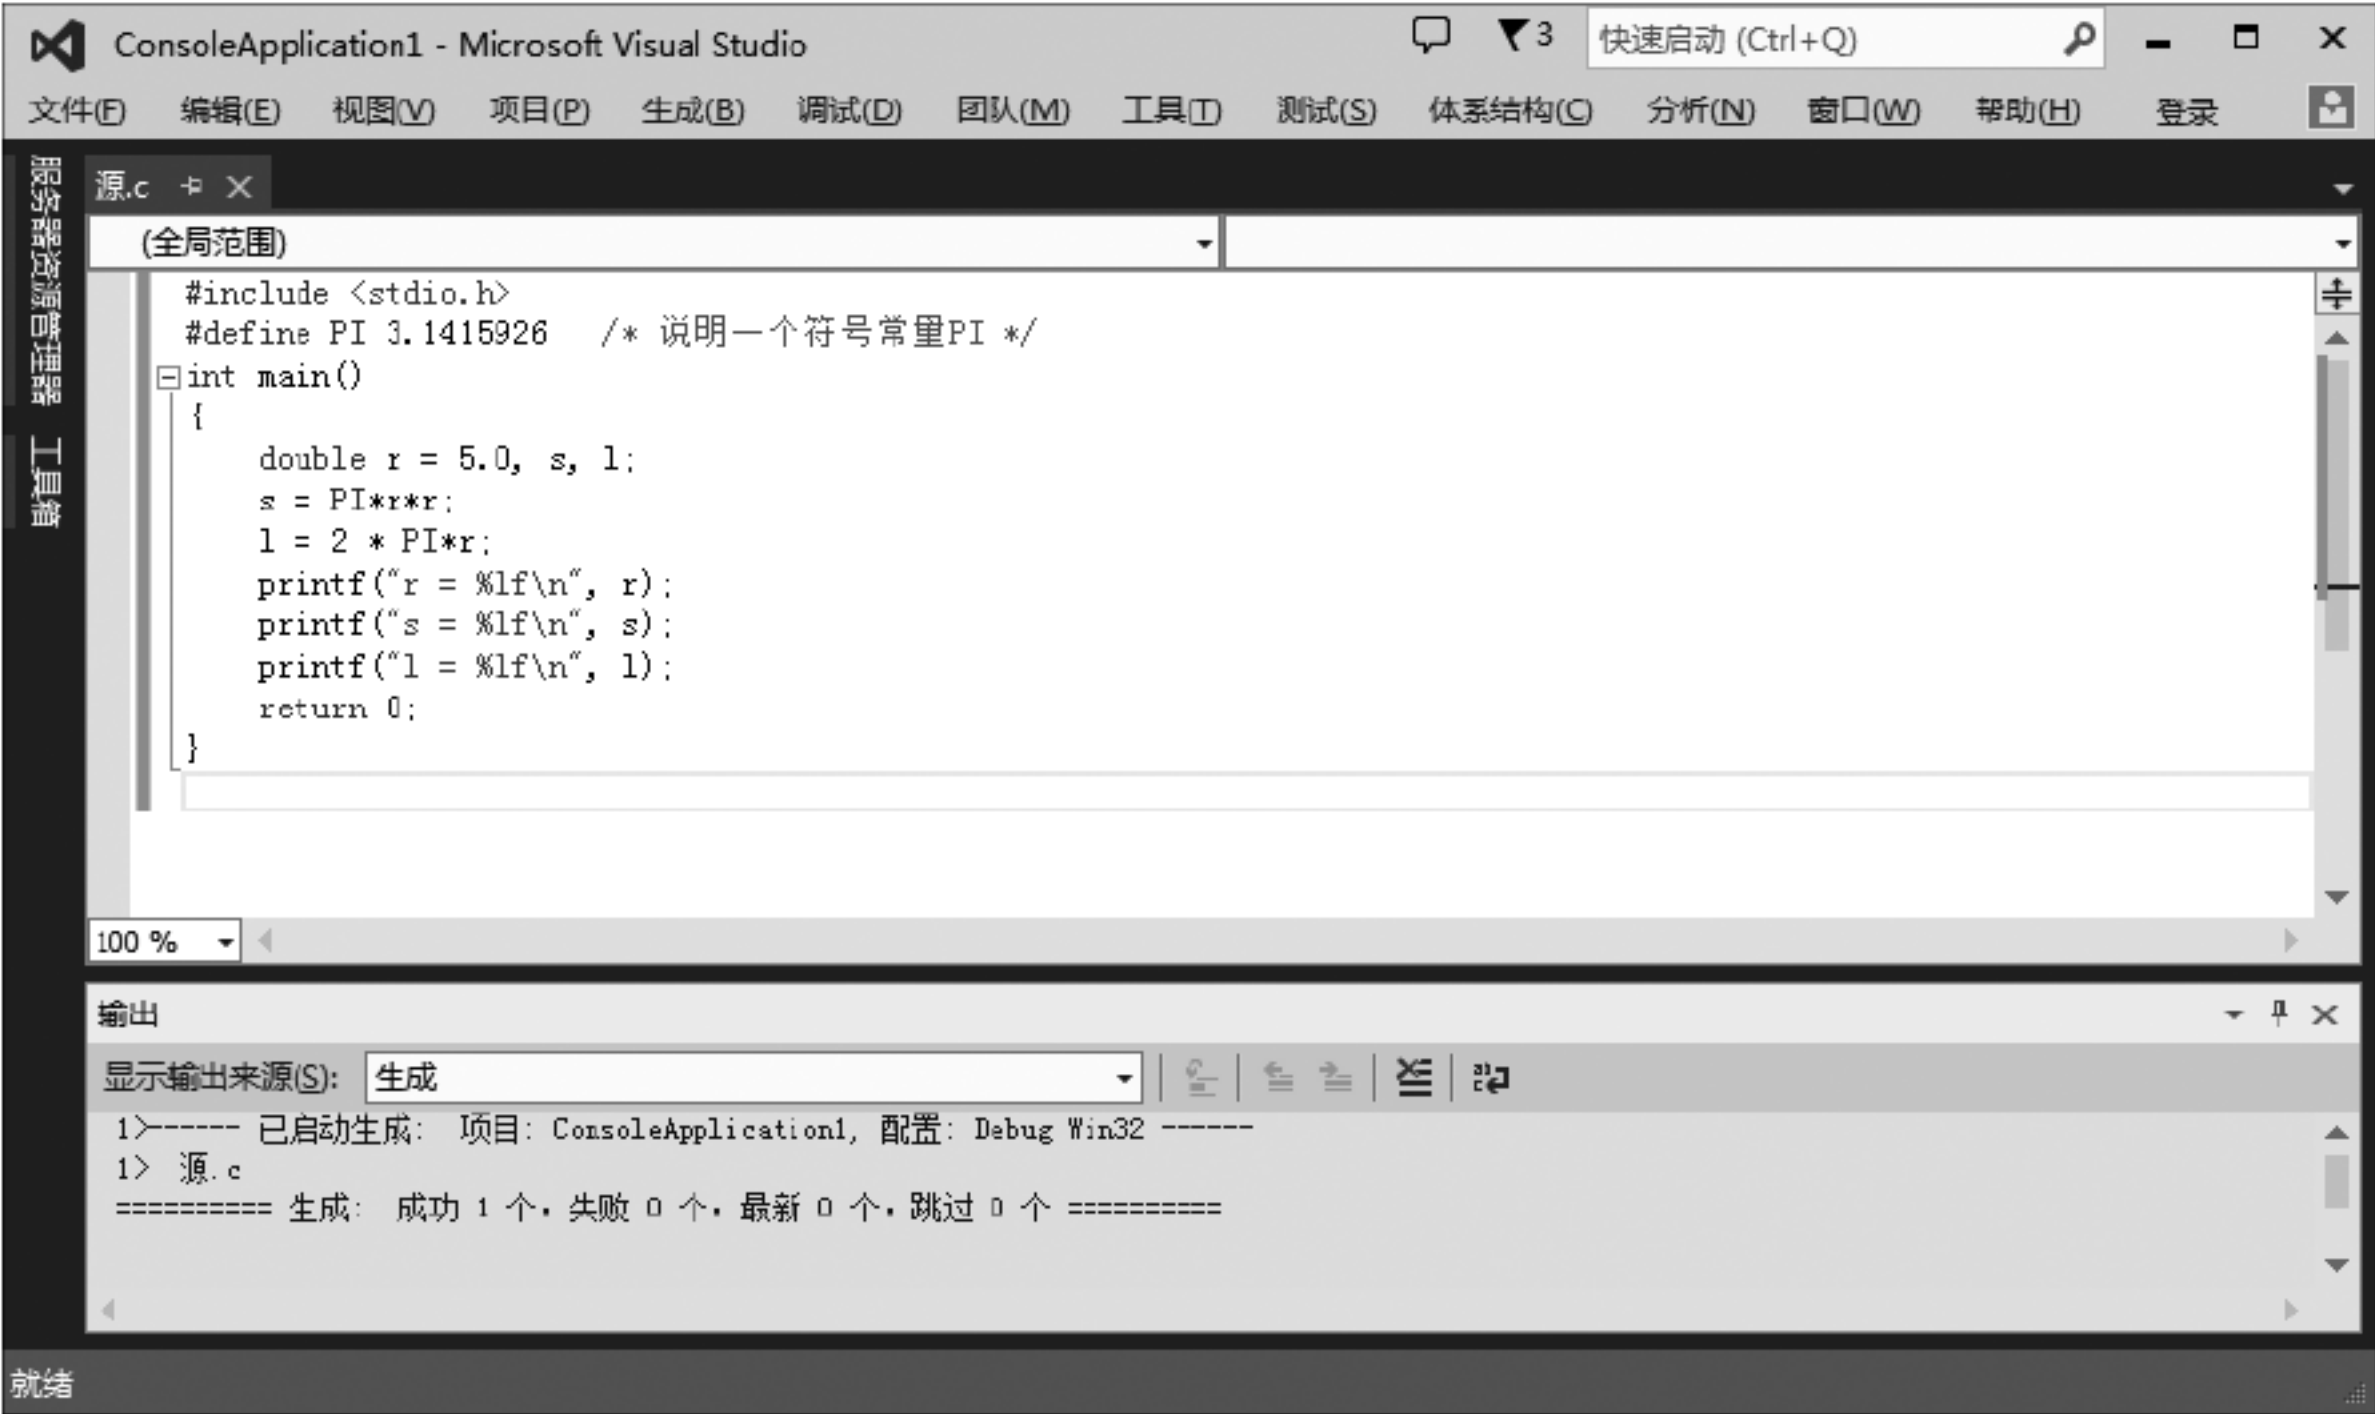 ConsoleApplication1 - Microsoft Visual Studio
3
快速启动 (Ctrl+Q)
文件(F) 编辑(E) 视图(V) 项目(P) 生成(B) 调试(D) 团队(M) 工具(T) 测试(S) 体系结构(C) 分析(N) 窗口(W) 帮助(H) 登录
服务器资源管理器
工具箱
源.c
(全局范围)
#include <stdio.h>
#define PI 3.1415926   /* 说明一个符号常量PI */
int main()
{
    double r = 5.0, s, l;
    s = PI*r*r;
    l = 2 * PI*r;
    printf("r = %lf\n", r);
    printf("s = %lf\n", s);
    printf("l = %lf\n", l);
    return 0;
}
100 %
输出
显示输出来源(S): 生成
1>------ 已启动生成:  项目: ConsoleApplication1, 配置: Debug Win32 ------
1>  源.c
========== 生成:  成功 1 个，失败 0 个，最新 0 个，跳过 0 个 ==========
就绪